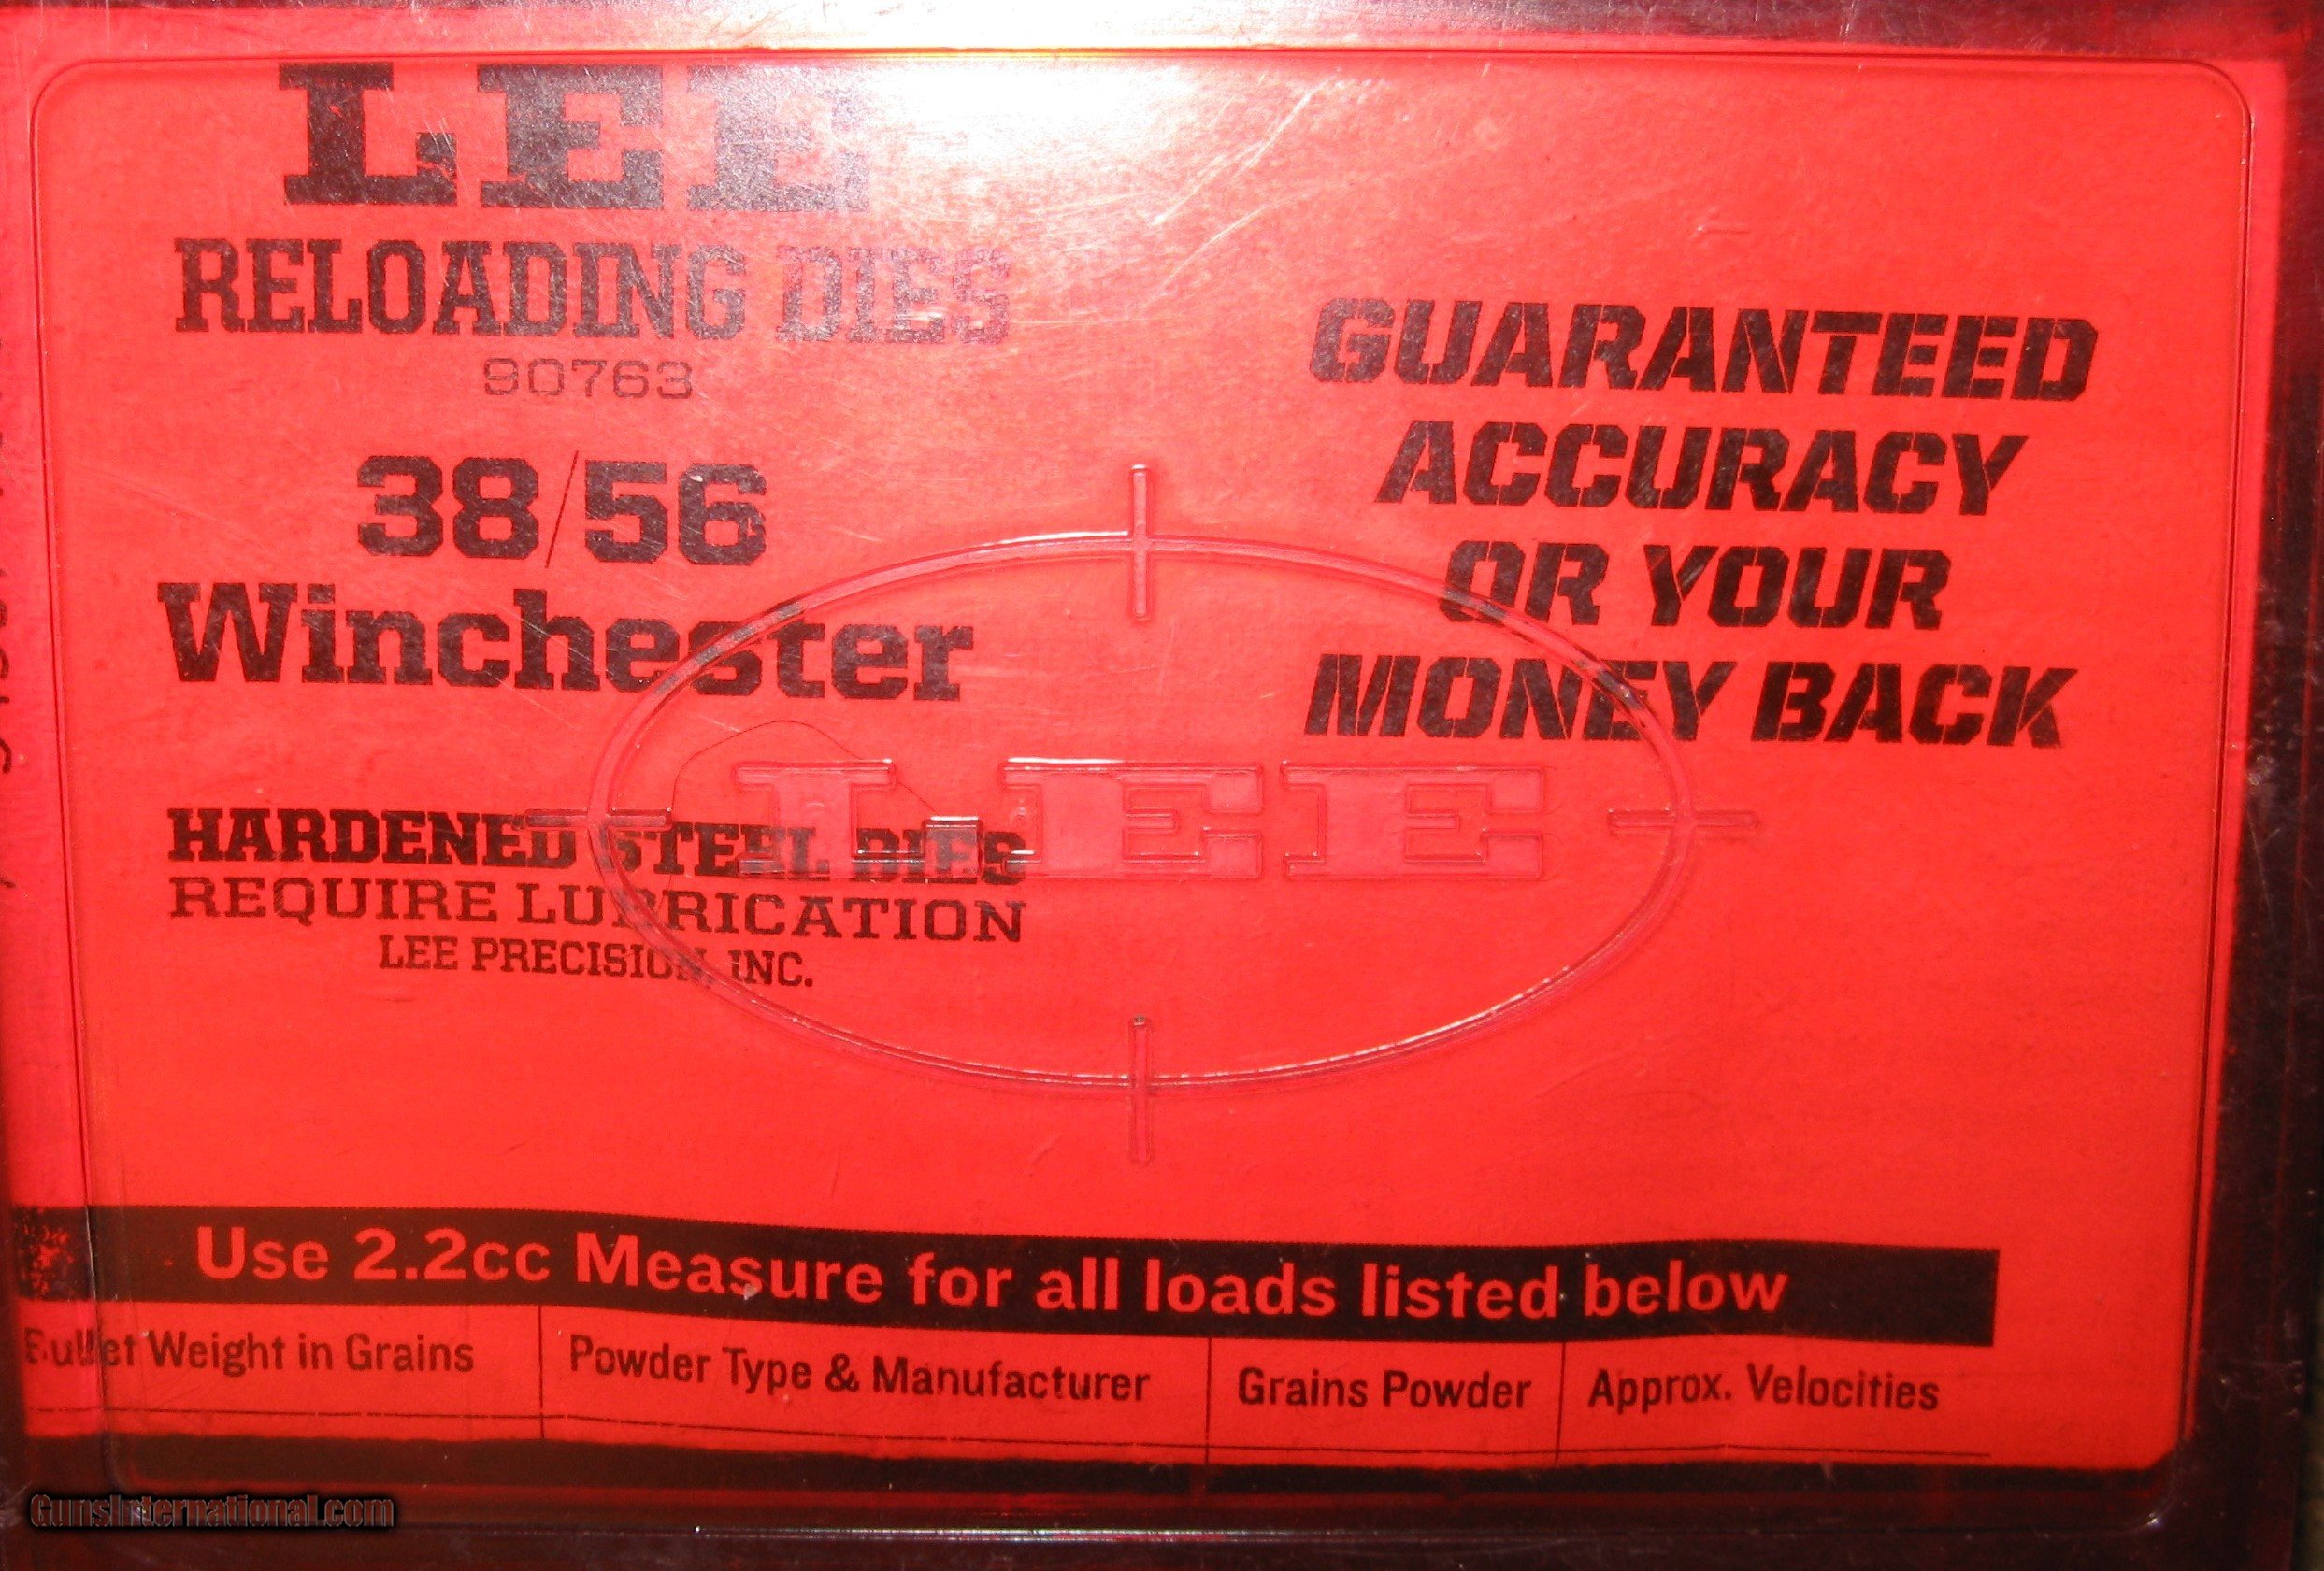 LEE
RELOADING DIES
90763
38/56
Winchester
HARDENED STEEL DIES
REQUIRE LUBRICATION
LEE PRECISION, INC.
GUARANTEED
ACCURACY
OR YOUR
MONEY BACK
LEE
Use 2.2cc Measure for all loads listed below
Bullet Weight in Grains Powder Type & Manufacturer Grains Powder Approx. Velocities
GunsInternational.com